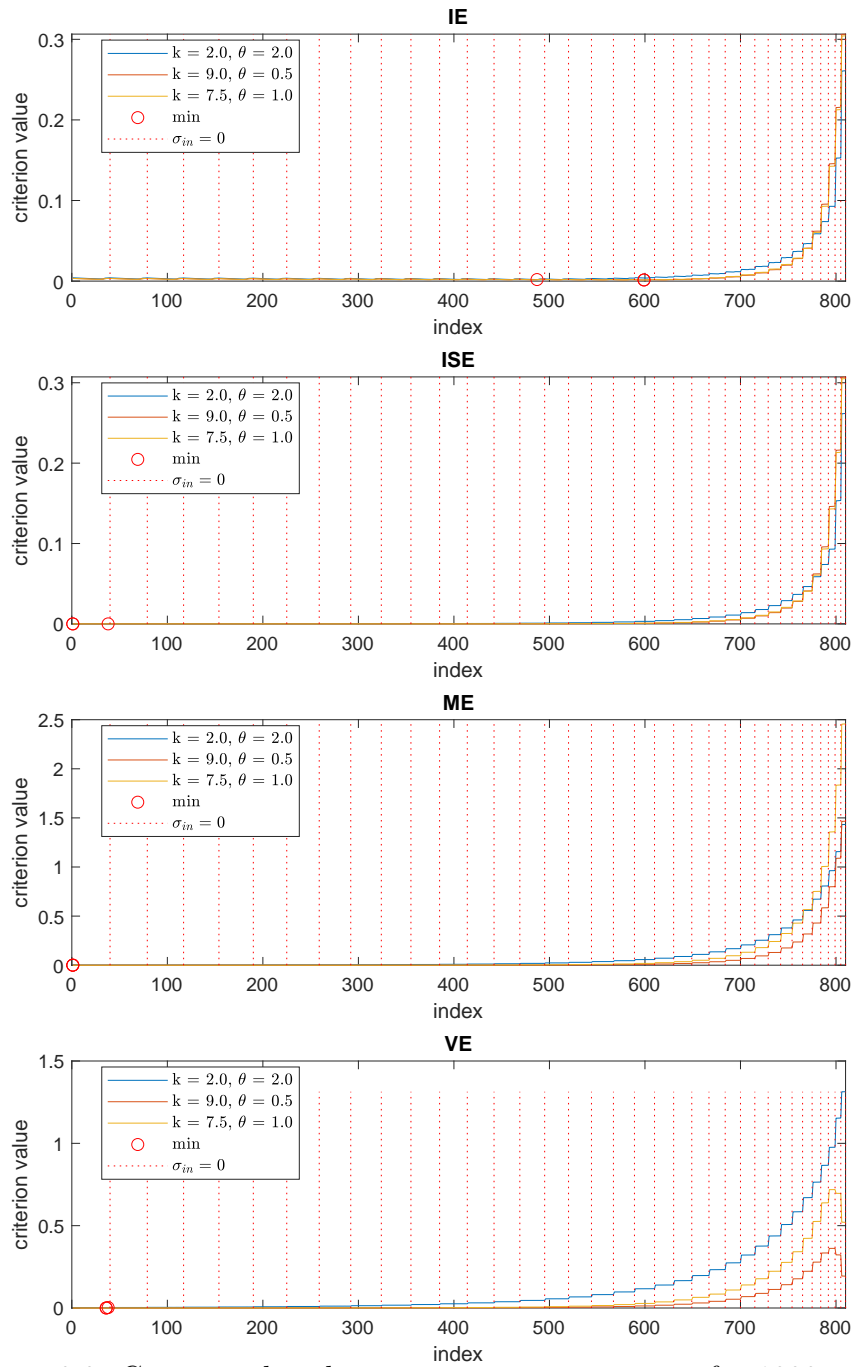 IE
criterion value
0.3
0.2
0.1
0
k = 2.0, θ = 2.0
k = 9.0, θ = 0.5
k = 7.5, θ = 1.0
min
σin = 0
0 100 200 300 400 500 600 700 800
index
ISE
criterion value
0.3
0.2
0.1
0
k = 2.0, θ = 2.0
k = 9.0, θ = 0.5
k = 7.5, θ = 1.0
min
σin = 0
0 100 200 300 400 500 600 700 800
index
ME
criterion value
2.5
2
1.5
1
0.5
0
k = 2.0, θ = 2.0
k = 9.0, θ = 0.5
k = 7.5, θ = 1.0
min
σin = 0
0 100 200 300 400 500 600 700 800
index
VE
criterion value
1.5
1
0.5
0
k = 2.0, θ = 2.0
k = 9.0, θ = 0.5
k = 7.5, θ = 1.0
min
σin = 0
0 100 200 300 400 500 600 700 800
index